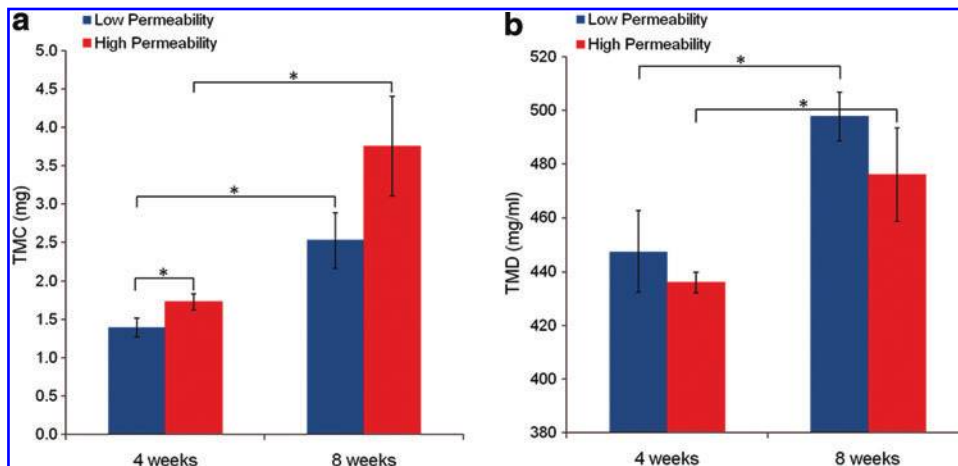 a
Low Permeability
High Permeability
TMC (mg)
5.0
4.5
4.0
3.5
3.0
2.5
2.0
1.5
1.0
0.5
0.0
*
*
*
4 weeks 8 weeks
b
Low Permeability
High Permeability
TMD (mg/ml)
520
500
480
460
440
420
400
380
*
*
4 weeks 8 weeks